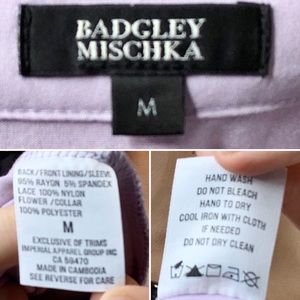 BADGLEY
MISCHKA
M
BACK/FRONT LINING/SLEEVE
95% RAYON 5% SPANDEX
LACE 100% NYLON
FLOWER/COLLAR
100% POLYESTER
M
EXCLUSIVE OF TRIMS
IMPERIAL APPAREL GROUP INC
CA 59470
MADE IN CAMBODIA
SEE REVERSE FOR CARE
HAND WASH
DO NOT BLEACH
HANG TO DRY
COOL IRON WITH CLOTH
IF NEEDED
DO NOT DRY CLEAN